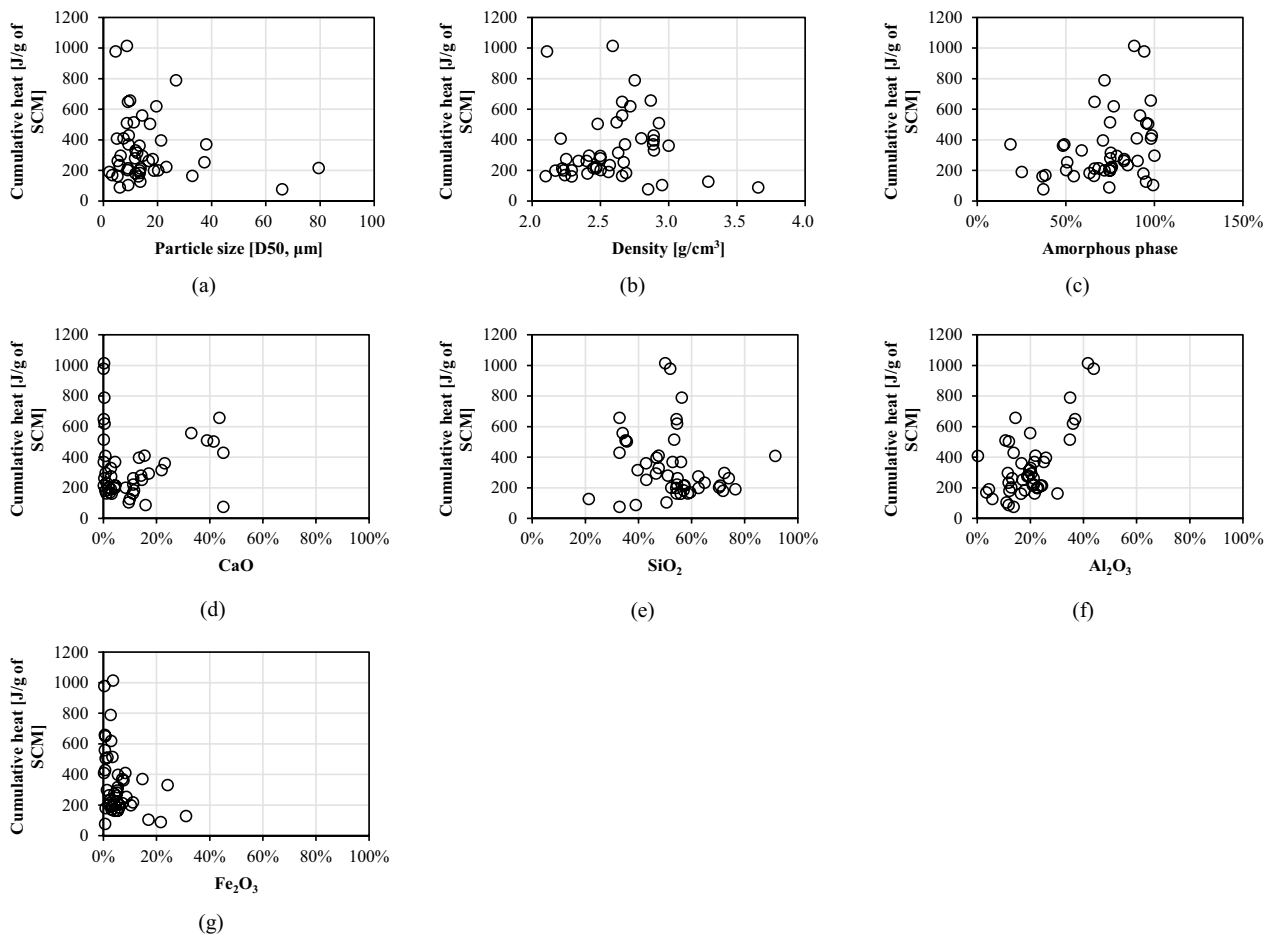 Cumulative heat [J/g of
SCM]
1200
1000
800
600
400
200
0
0 20 40 60 80 100
Particle size [D50, μm]
(a)
Cumulative heat [J/g of
SCM]
1200
1000
800
600
400
200
0
2.0 2.5 3.0 3.5 4.0
Density [g/cm³]
(b)
Cumulative heat [J/g of
SCM]
1200
1000
800
600
400
200
0
0% 50% 100% 150%
Amorphous phase
(c)
Cumulative heat [J/g of
SCM]
1200
1000
800
600
400
200
0
0% 20% 40% 60% 80% 100%
CaO
(d)
Cumulative heat [J/g of
SCM]
1200
1000
800
600
400
200
0
0% 20% 40% 60% 80% 100%
SiO₂
(e)
Cumulative heat [J/g of
SCM]
1200
1000
800
600
400
200
0
0% 20% 40% 60% 80% 100%
Al₂O₃
(f)
Cumulative heat [J/g of
SCM]
1200
1000
800
600
400
200
0
0% 20% 40% 60% 80% 100%
Fe₂O₃
(g)